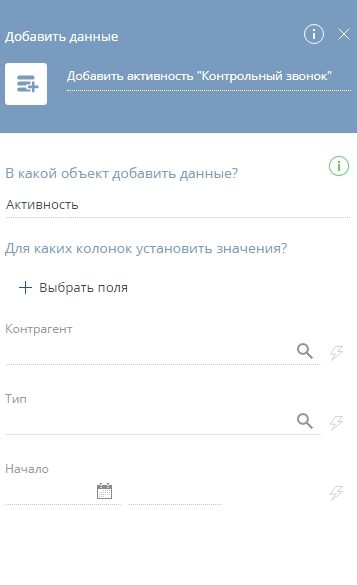 Добавить данные
Добавить активность "Контрольный звонок"
В какой объект добавить данные?
Активность
Для каких колонок установить значения?
Выбрать поля
Контрагент
Тип
Начало